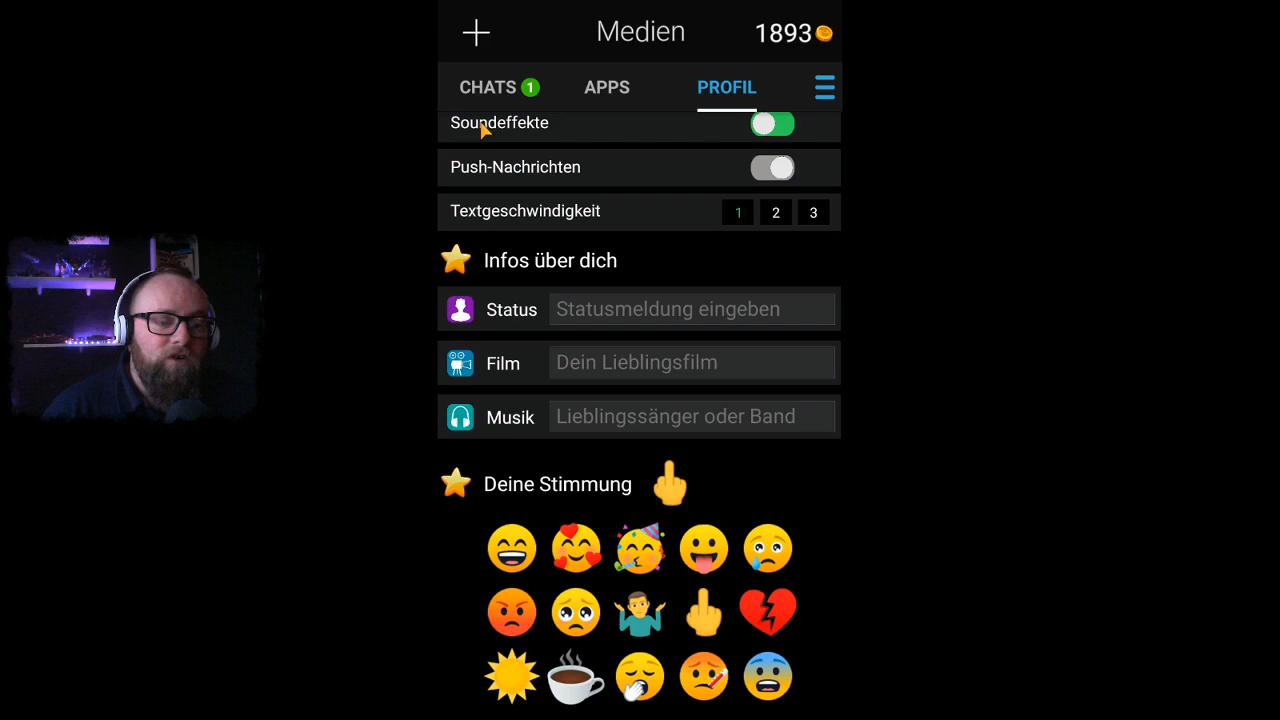 Medien
1893
CHATS 1
APPS
PROFIL
Soundeffekte
Push-Nachrichten
Textgeschwindigkeit 1 2 3
Infos über dich
Status Statusmeldung eingeben
Film Dein Lieblingsfilm
Musik Lieblingssänger oder Band
Deine Stimmung